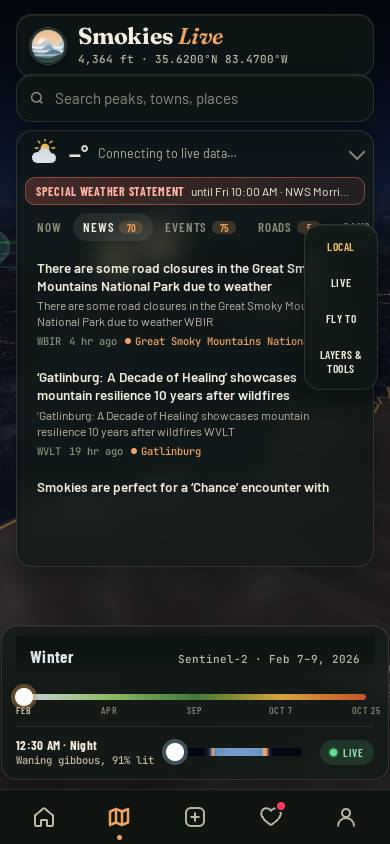 Smokies Live
4,364 ft · 35.6200°N 83.4700°W
Search peaks, towns, places
—° Connecting to live data…
SPECIAL WEATHER STATEMENT until Fri 10:00 AM · NWS Morri…
NOW NEWS 70 EVENTS 75 ROADS
LOCAL
LIVE
FLY TO
LAYERS &
TOOLS
There are some road closures in the Great Sm
Mountains National Park due to weather
There are some road closures in the Great Smoky Mou
National Park due to weather WBIR
WBIR 4 hr ago Great Smoky Mountains Nation
‘Gatlinburg: A Decade of Healing’ showcases
mountain resilience 10 years after wildfires
‘Gatlinburg: A Decade of Healing’ showcases mountain
resilience 10 years after wildfires WVLT
WVLT 19 hr ago Gatlinburg
Smokies are perfect for a ‘Chance’ encounter with
Winter Sentinel-2 · Feb 7–9, 2026
FEB APR SEP OCT 7 OCT 25
12:30 AM · Night
Waning gibbous, 91% lit
LIVE